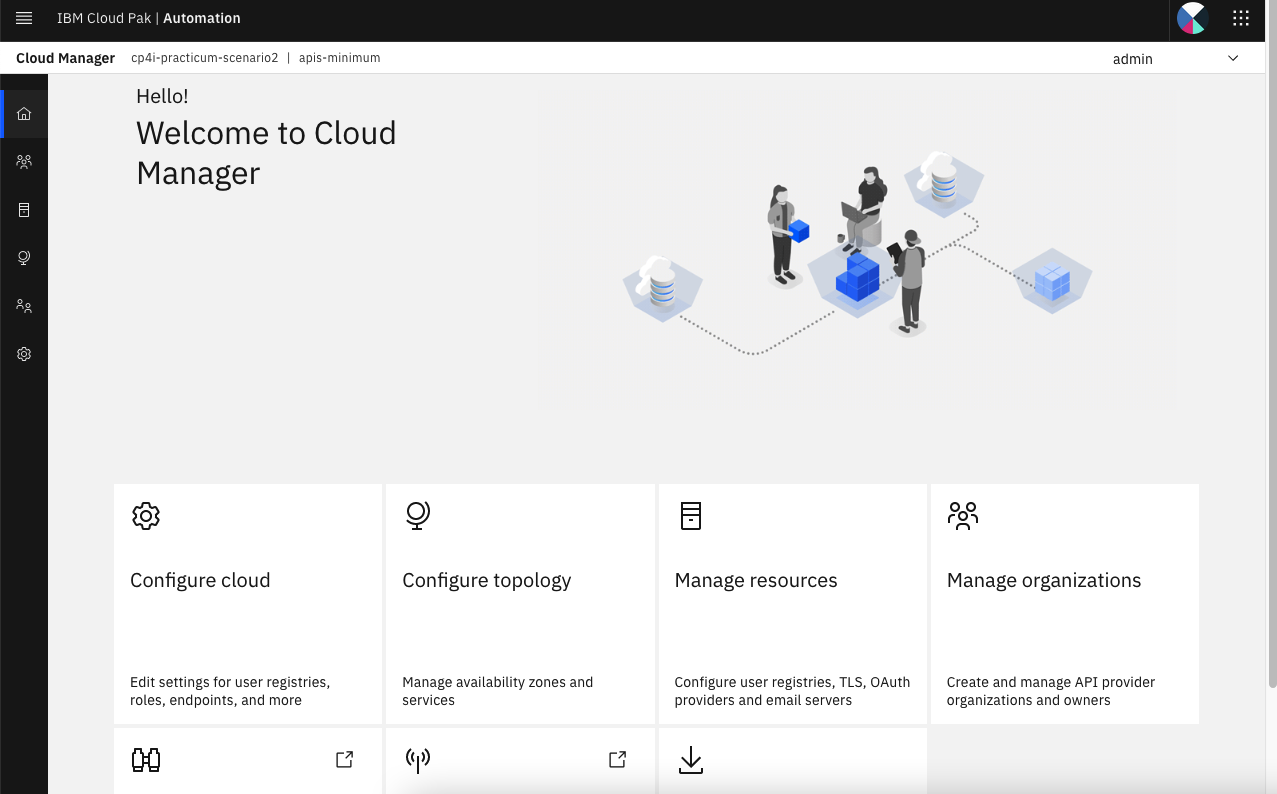 IBM Cloud Pak | Automation
Cloud Manager cp4i-practicum-scenario2 | apis-minimum admin
Hello!
Welcome to Cloud
Manager
Configure cloud
Edit settings for user registries,
roles, endpoints, and more
Configure topology
Manage availability zones and
services
Manage resources
Configure user registries, TLS, OAuth
providers and email servers
Manage organizations
Create and manage API provider
organizations and owners